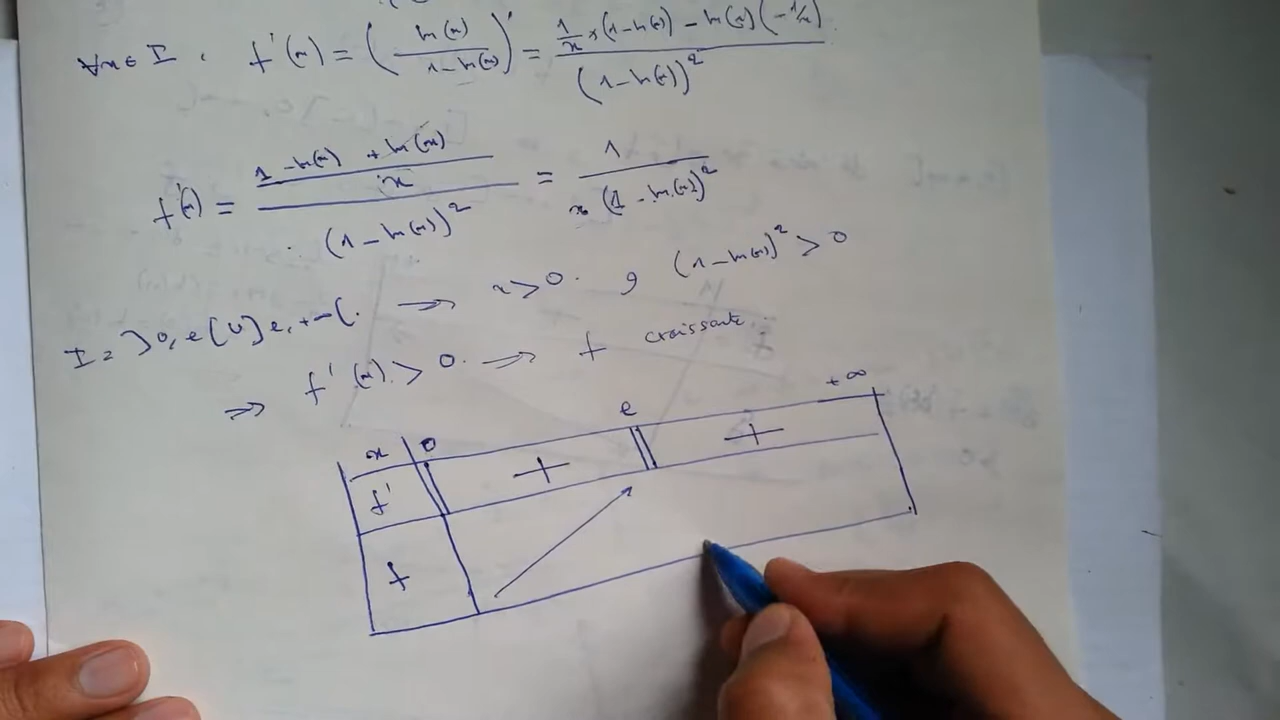 ∀x ∈ I , f'(x) = (ln(x) / (1-ln(x)))' = (1/x × (1-ln(x)) - ln(x)(-1/x)) / (1-ln(x))²
f'(x) = ((1-ln(x) + ln(x)) / x) / (1-ln(x))² = 1 / (x(1-ln(x))²)
I = ]0, e[ U ]e, +∞[. → x>0 , (1-ln(x))² > 0
⇒ f'(x) > 0. ⇒ f croissante.
x 0 e +∞
f' + +
f